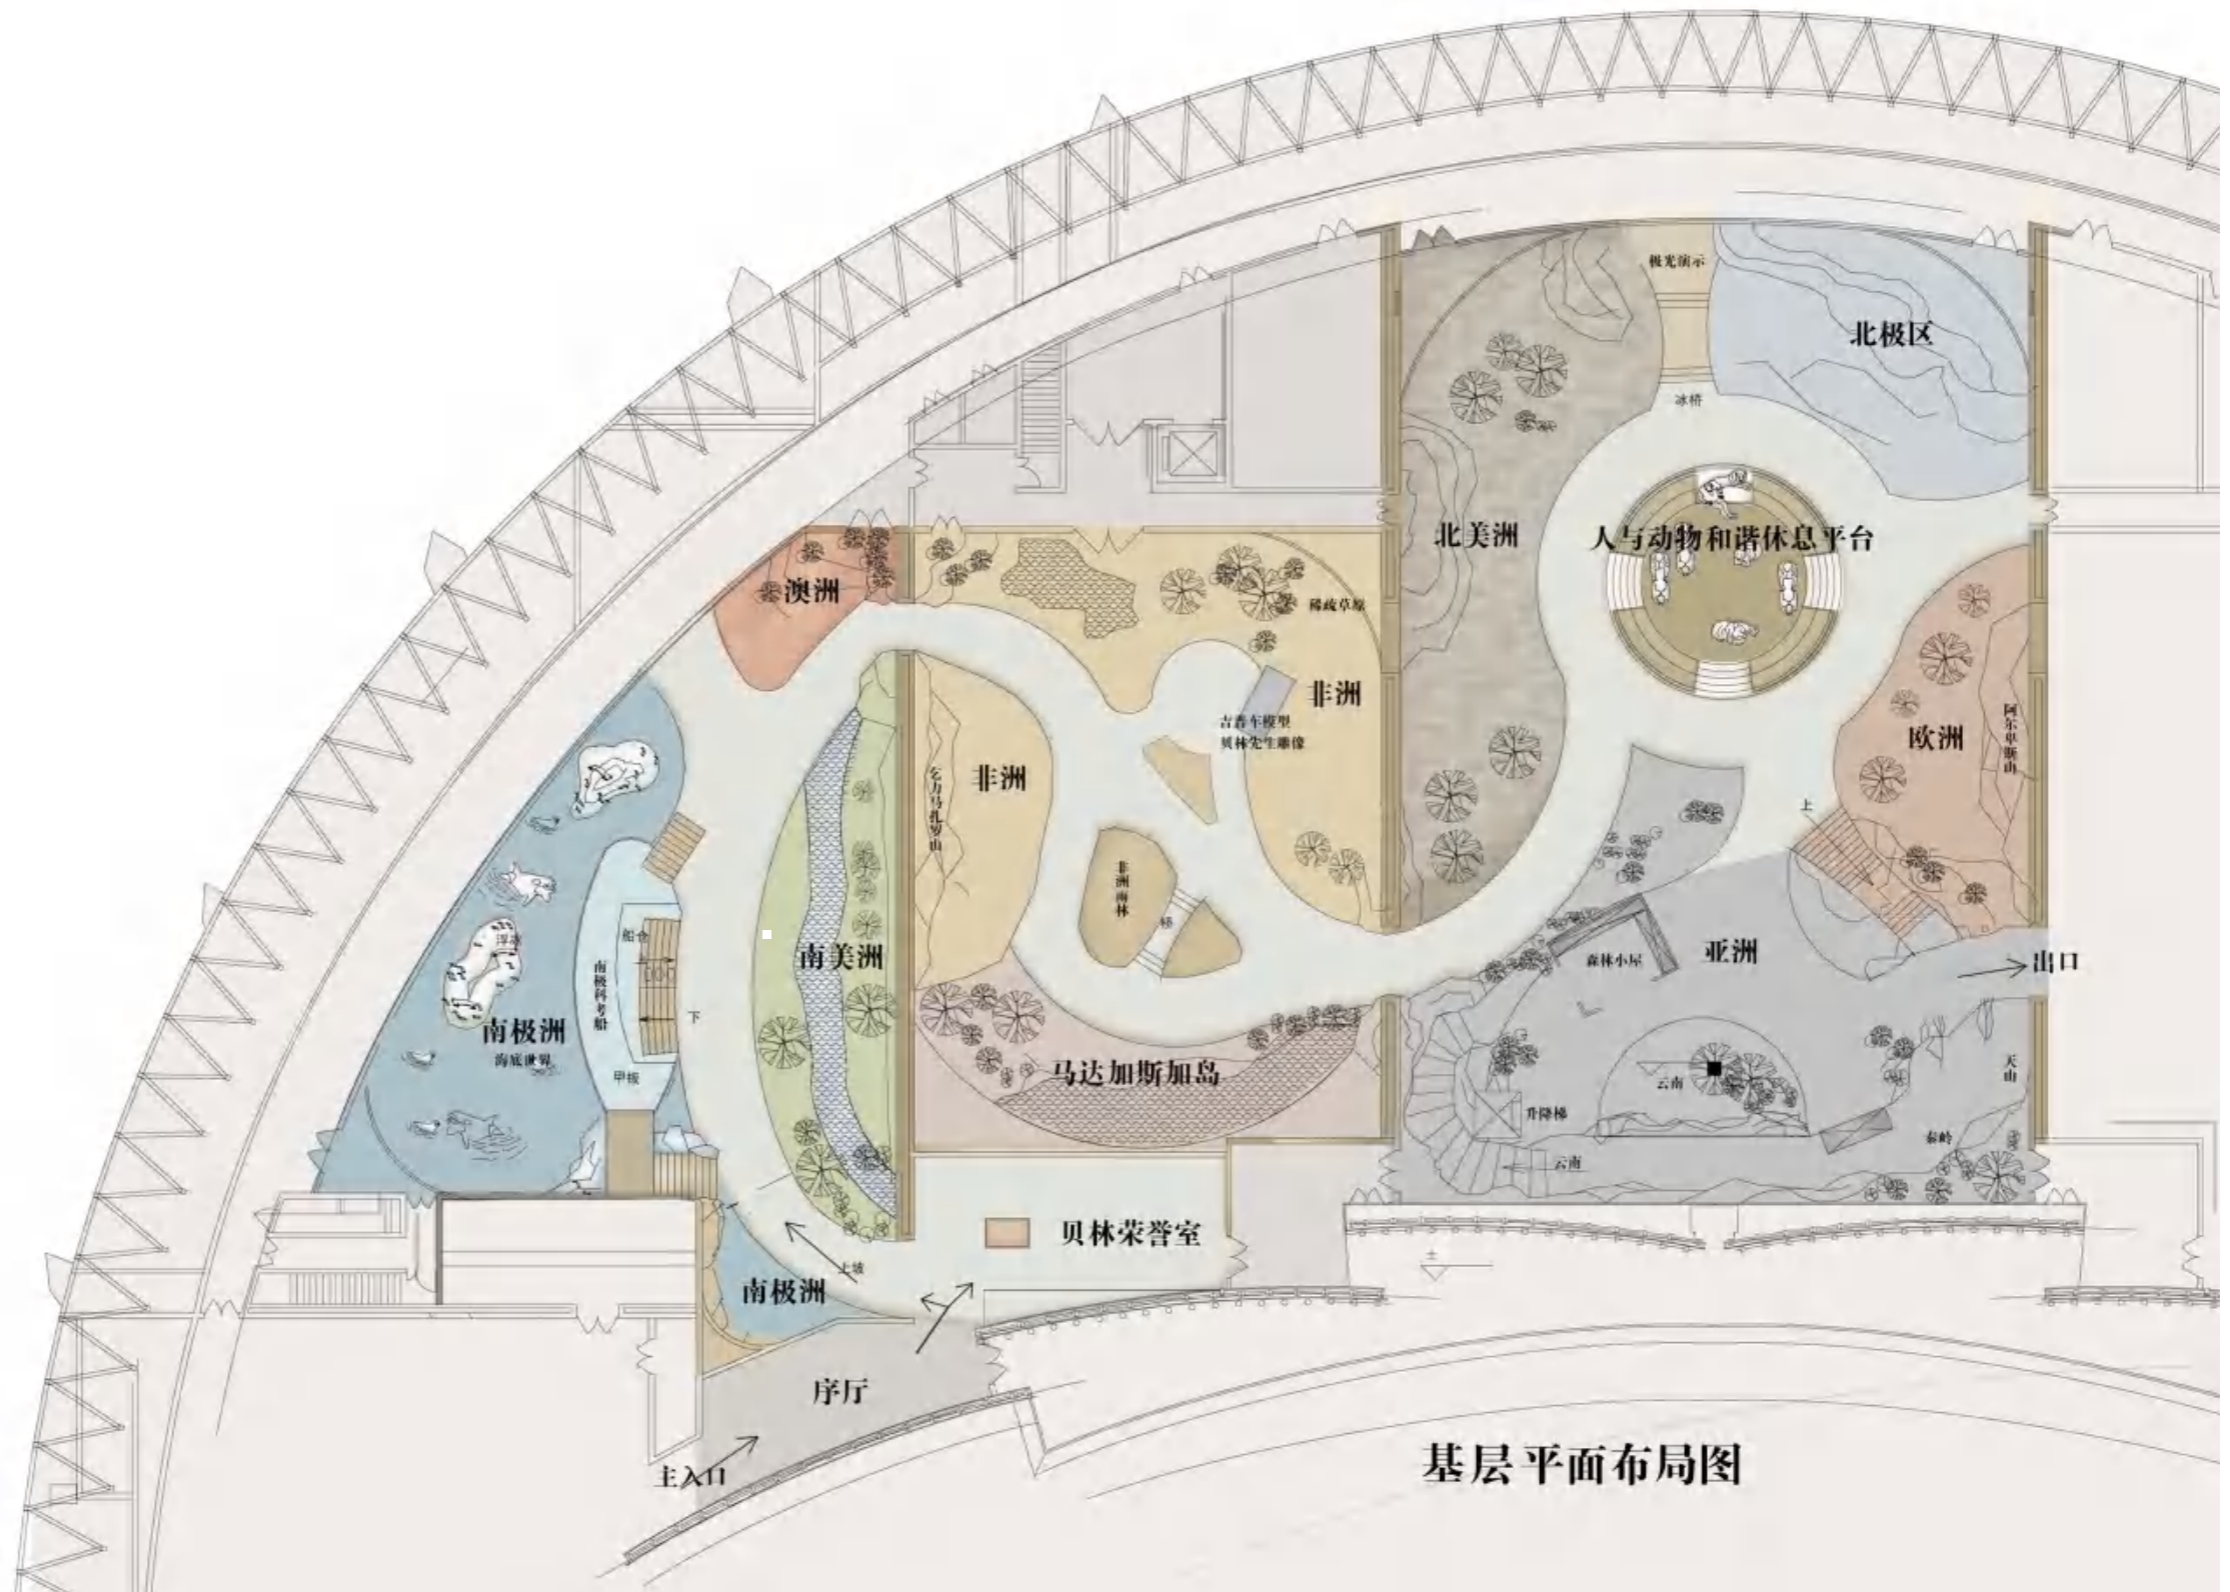 极光演示
北极区
冰桥
北美洲
人与动物和谐休息平台
澳洲
稀疏草原
非洲
吉普车模型
贝林先生雕像
欧洲
阿尔卑斯山
上
非洲
乞力马扎罗山
非洲雨林
桥
南美洲
船仓
浮冰
南极科考船
下
南极洲
海底世界
甲板
森林小屋
亚洲
出口
马达加斯加岛
云南
天山
升降梯
秦岭
云南
贝林荣誉室
上坡
南极洲
序厅
主入口
基层平面布局图